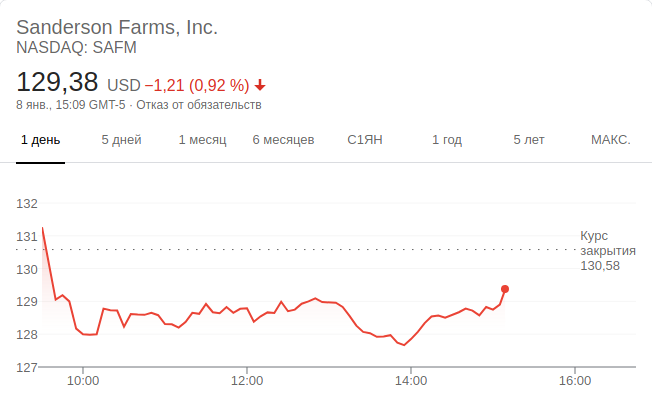 Sanderson Farms, Inc.
NASDAQ: SAFM
129,38 USD −1,21 (0,92 %)
8 янв., 15:09 GMT-5 · Отказ от обязательств
1 день 5 дней 1 месяц 6 месяцев С1ЯН 1 год 5 лет МАКС.
132
131
130
129
128
127
Курс
закрытия
130,58
10:00 12:00 14:00 16:00